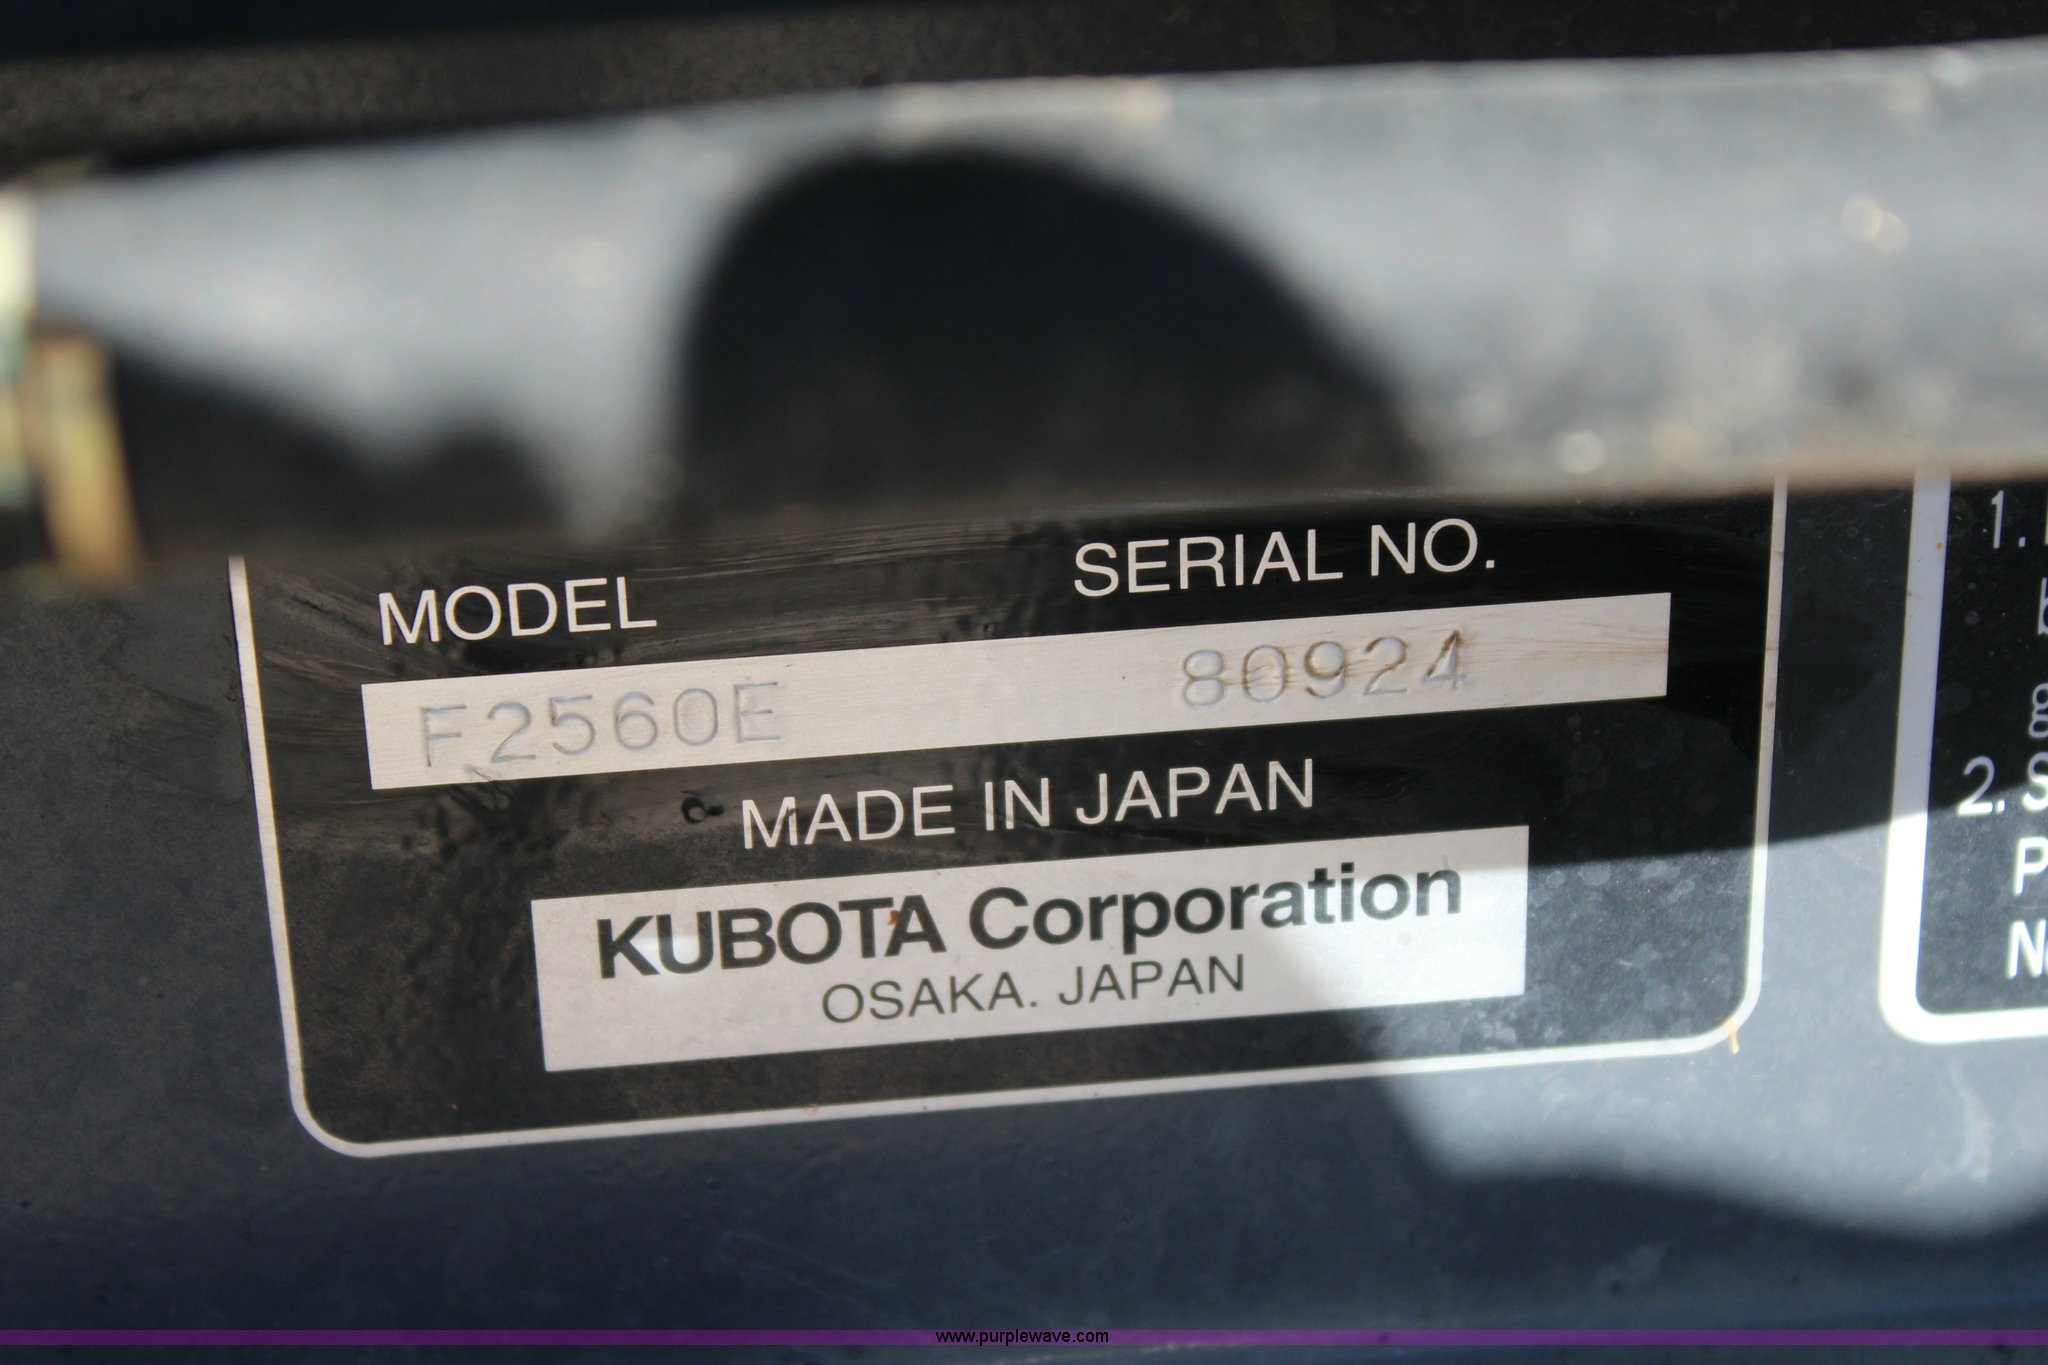 MODEL SERIAL NO.
F2560E 80924
MADE IN JAPAN
KUBOTA Corporation
OSAKA. JAPAN
1.
2. S
P
www.purplewave.com